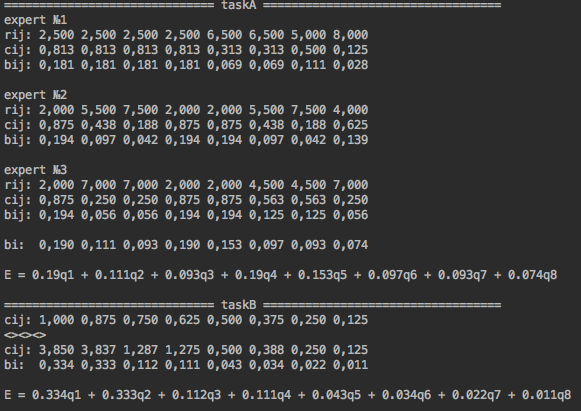 ============================== taskA ==================================
expert №1
rij: 2,500 2,500 2,500 2,500 6,500 6,500 5,000 8,000
cij: 0,813 0,813 0,813 0,813 0,313 0,313 0,500 0,125
bij: 0,181 0,181 0,181 0,181 0,069 0,069 0,111 0,028
expert №2
rij: 2,000 5,500 7,500 2,000 2,000 5,500 7,500 4,000
cij: 0,875 0,438 0,188 0,875 0,875 0,438 0,188 0,625
bij: 0,194 0,097 0,042 0,194 0,194 0,097 0,042 0,139
expert №3
rij: 2,000 7,000 7,000 2,000 2,000 4,500 4,500 7,000
cij: 0,875 0,250 0,250 0,875 0,875 0,563 0,563 0,250
bij: 0,194 0,056 0,056 0,194 0,194 0,125 0,125 0,056
bi: 0,190 0,111 0,093 0,190 0,153 0,097 0,093 0,074
E = 0.19q1 + 0.111q2 + 0.093q3 + 0.19q4 + 0.153q5 + 0.097q6 + 0.093q7 + 0.074q8
============================== taskB ==================================
cij: 1,000 0,875 0,750 0,625 0,500 0,375 0,250 0,125
<><><>
cij: 3,850 3,837 1,287 1,275 0,500 0,388 0,250 0,125
bi: 0,334 0,333 0,112 0,111 0,043 0,034 0,022 0,011
E = 0.334q1 + 0.333q2 + 0.112q3 + 0.111q4 + 0.043q5 + 0.034q6 + 0.022q7 + 0.011q8